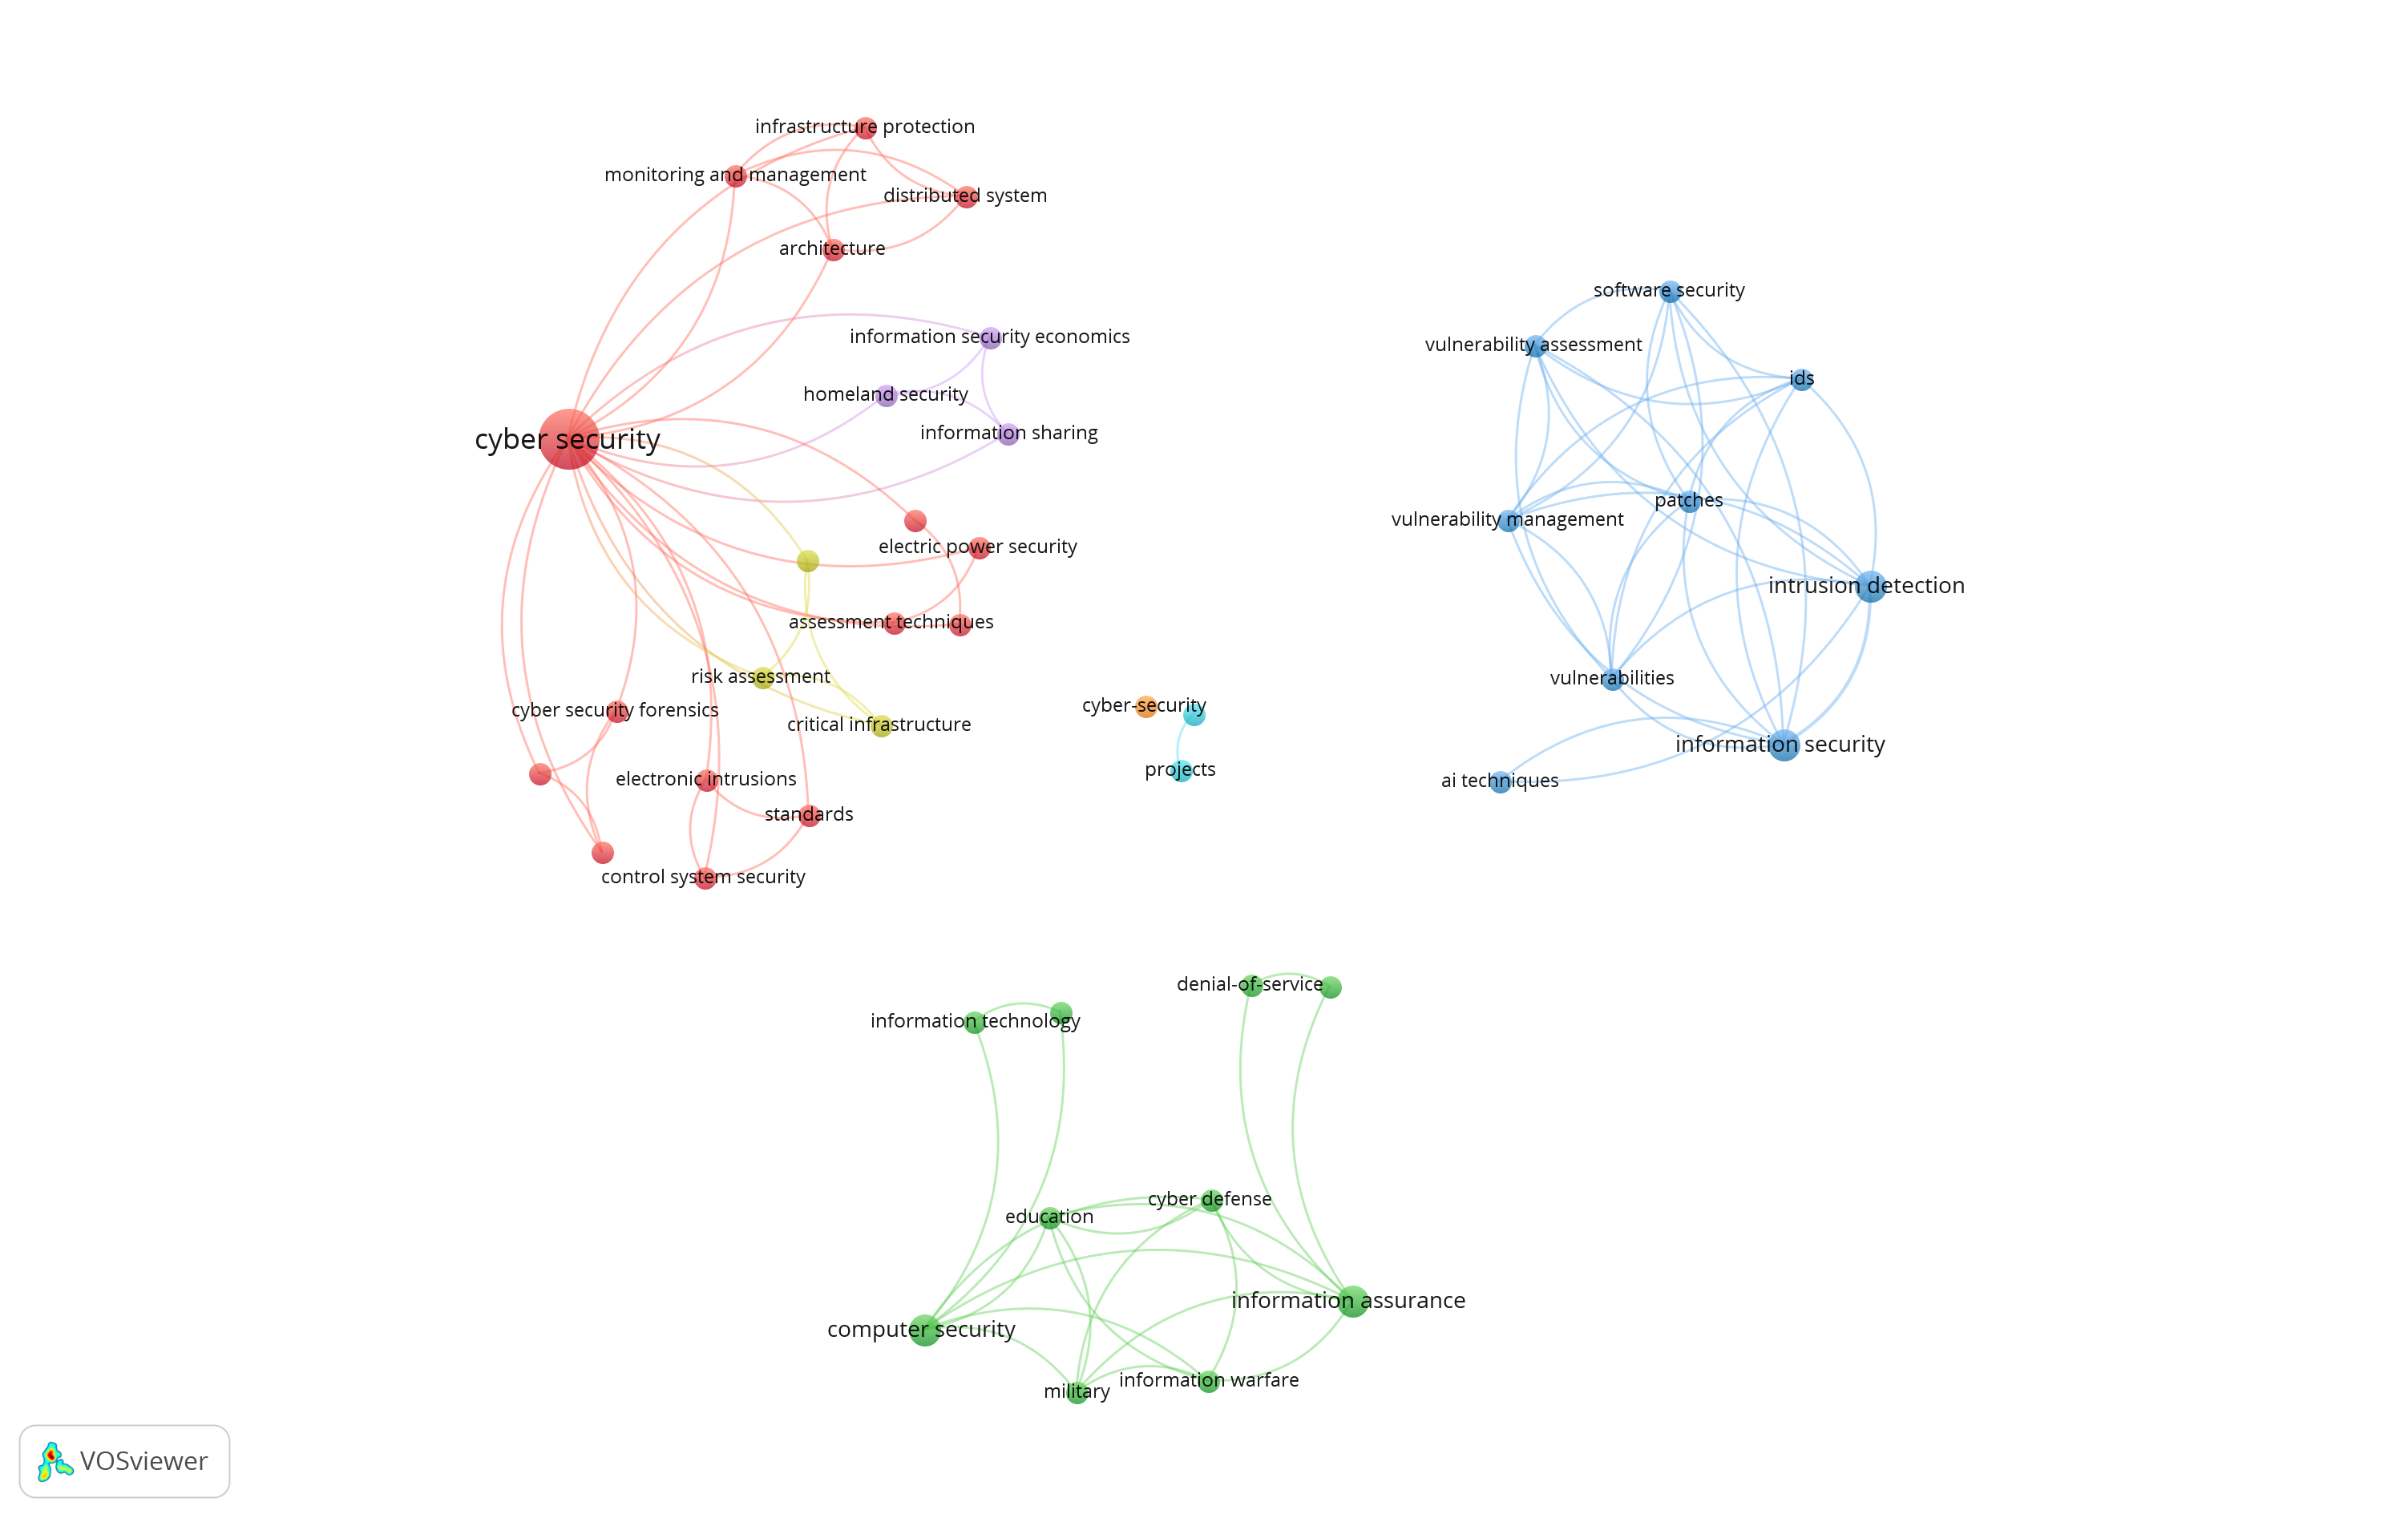 infrastructure protection
monitoring and management
distributed system
architecture
information security economics
homeland security
information sharing
cyber security
electric power security
assessment techniques
risk assessment
cyber security forensics
critical infrastructure
electronic intrusions
standards
control system security
cyber-security
projects
software security
vulnerability assessment
ids
patches
vulnerability management
intrusion detection
vulnerabilities
information security
ai techniques
denial-of-service
information technology
cyber defense
education
information assurance
computer security
information warfare
military
VOSviewer